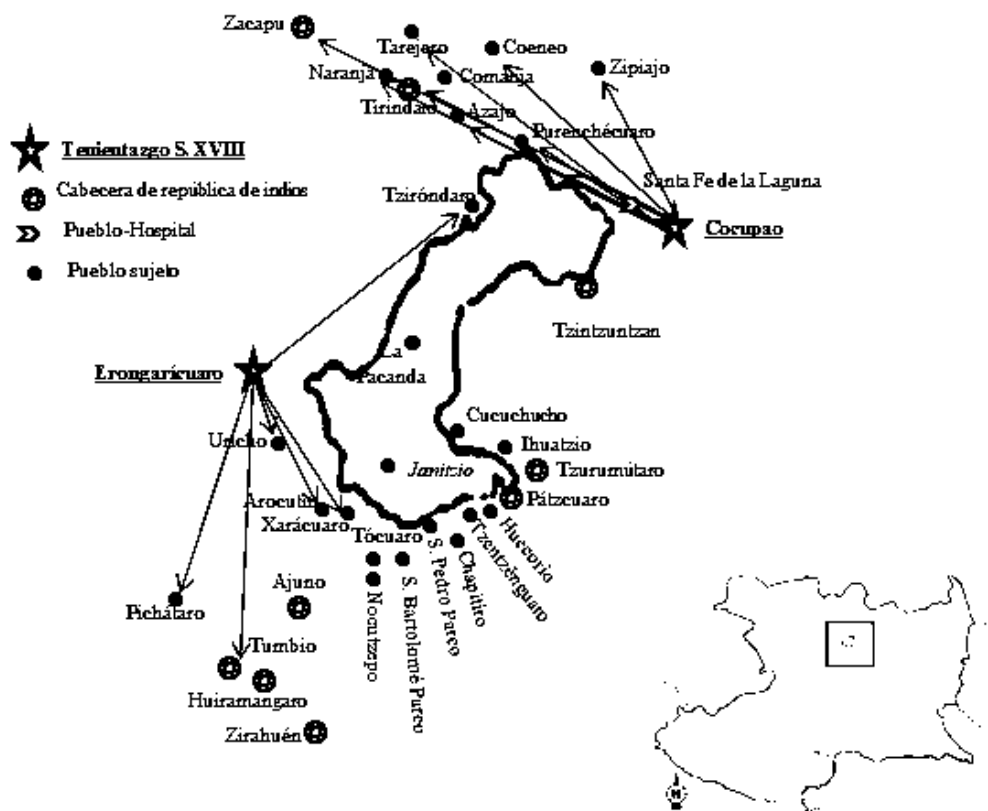 Zacapu
Tarejero
Coeneo
Zipiajo
Naranja
Comanja
Tirindaro
Azajo
Purenchécuaro
Tenientazgo S. XVIII
Cabecera de república de indios
Pueblo-Hospital
Pueblo sujeto
Santa Fe de la Laguna
Tziróndaro
Cocupao
Tzintzuntzan
La
Pacanda
Erongarícuaro
Cucuchucho
Uricho
Ihuatzio
Janitzio
Tzurumútaro
Pátzcuaro
Arocutín
Xarácuaro
Tócuaro
Huecorio
Tzentzénguaro
Chapitiro
S. Pedro Pareo
S. Bartolomé Pareo
Nocutzepo
Ajuno
Pichátaro
Tumbio
Huiramangaro
Zirahuén
N